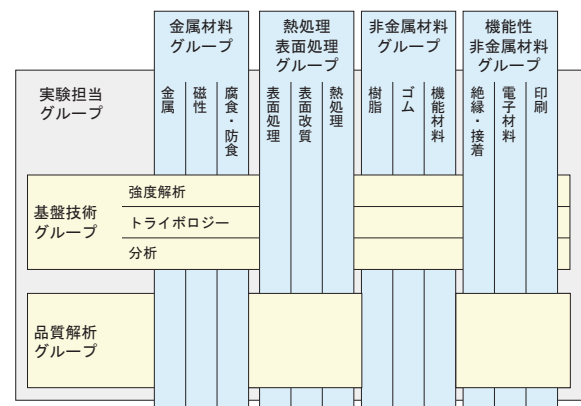 金属材料
グループ
熱処理
表面処理
グループ
非金属材料
グループ
機能性
非金属材料
グループ
実験担当
グループ
金属
磁性
腐食・防食
表面処理
表面改質
熱処理
樹脂
ゴム
機能材料
絶縁・接着
電子材料
印刷
基盤技術
グループ
強度解析
トライボロジー
分析
品質解析
グループ